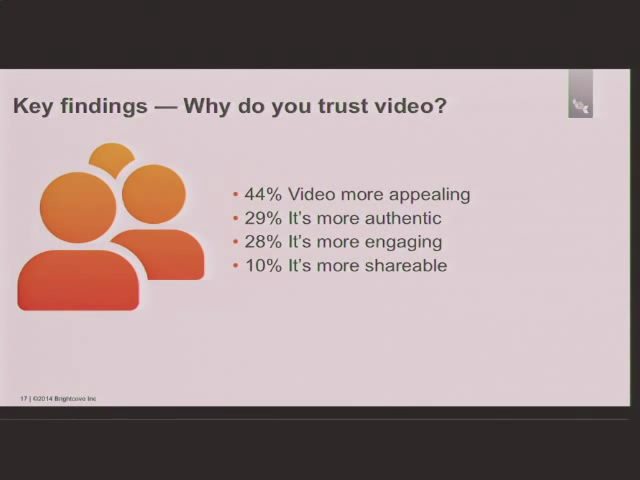 Key findings — Why do you trust video?
• 44% Video more appealing
• 29% It's more authentic
• 28% It's more engaging
• 10% It's more shareable
17 | ©2014 Brightcove Inc